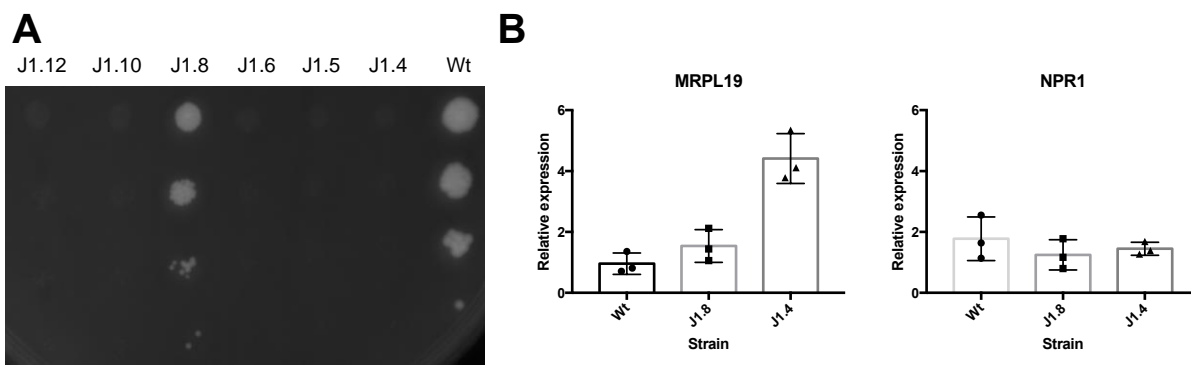 A
J1.12 J1.10 J1.8 J1.6 J1.5 J1.4 Wt
B
MRPL19
Relative expression
6
4
2
0
Wt J1.8 J1.4
Strain
NPR1
Relative expression
6
4
2
0
Wt J1.8 J1.4
Strain